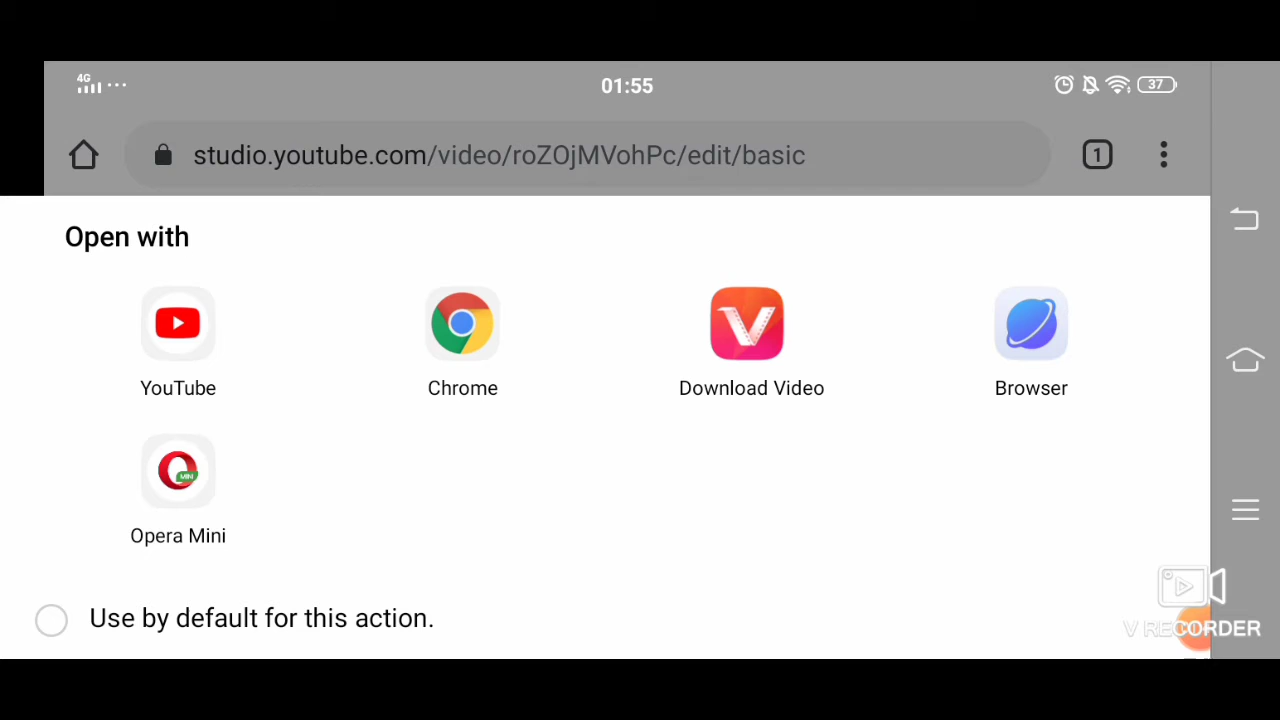 4G 01:55 37
studio.youtube.com/video/roZOjMVohPc/edit/basic 1
Open with
YouTube Chrome Download Video Browser
MINI
Opera Mini
Use by default for this action.
V RECORDER